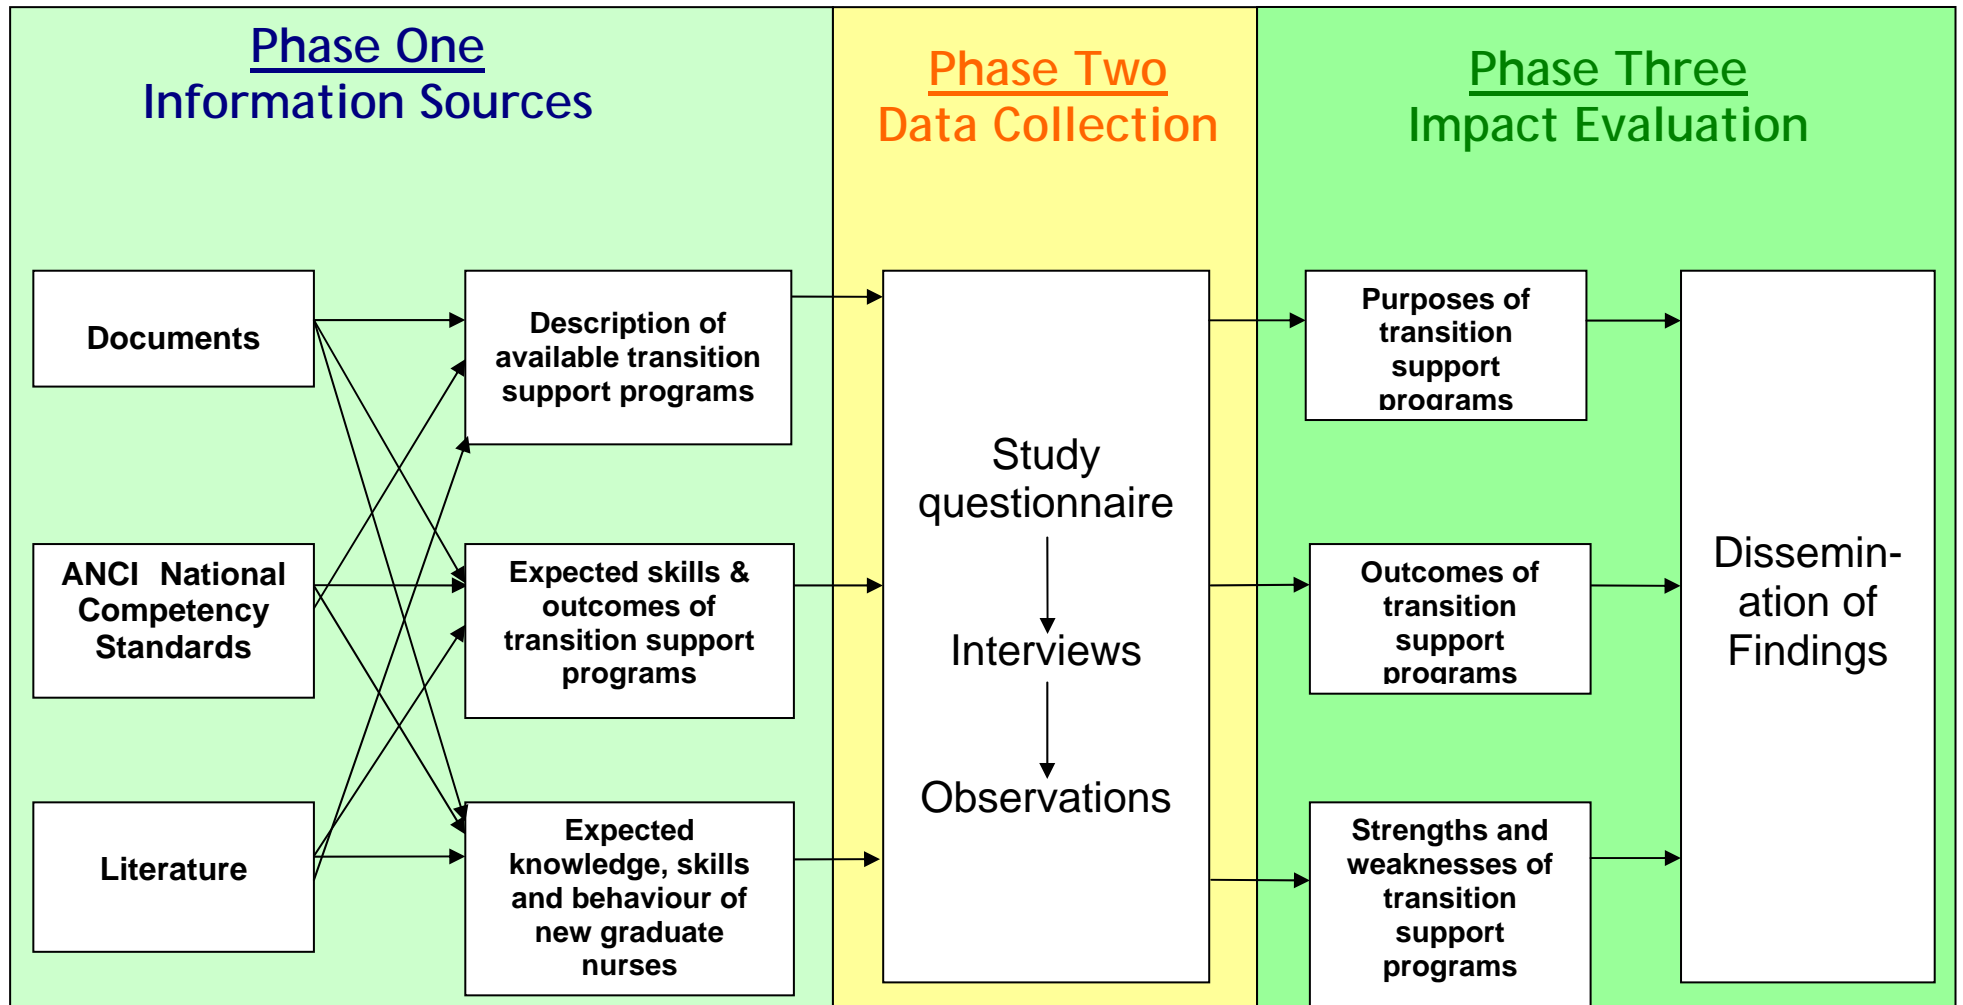 Phase One
Information Sources
Phase Two
Data Collection
Phase Three
Impact Evaluation
Documents
ANCI National
Competency
Standards
Literature
Description of
available transition
support programs
Expected skills &
outcomes of
transition support
programs
Expected
knowledge, skills
and behaviour of
new graduate
nurses
Study
questionnaire
Interviews
Observations
Purposes of
transition
support
programs
Outcomes of
transition
support
programs
Strengths and
weaknesses of
transition
support
programs
Dissemin-
ation of
Findings